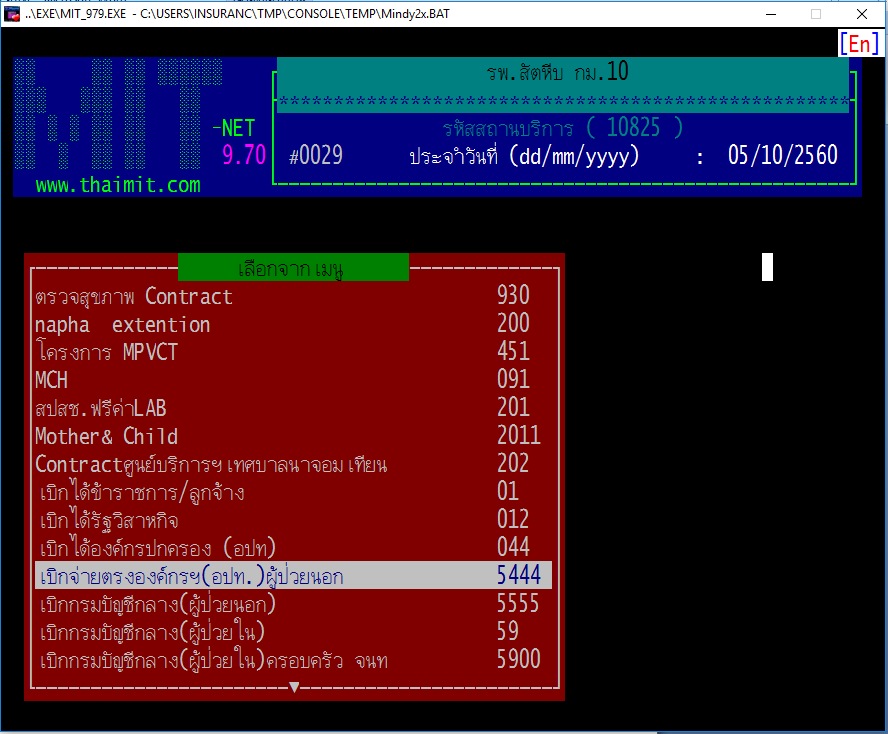 ..\EXE\MIT_979.EXE - C:\USERS\INSURANC\TMP\CONSOLE\TEMP\Mindy2x.BAT
[En]
MIT -NET 9.70
www.thaimit.com
รพ.สัตหีบ กม.10
****************************************************
รหัสสถานบริการ ( 10825 )
#0029 ประจำวันที่ (dd/mm/yyyy) : 05/10/2560
เลือกจาก เมนู
ตรวจสุขภาพ Contract 930
napha extention 200
โครงการ MPVCT 451
MCH 091
สปสช.ฟรีค่าLAB 201
Mother& Child 2011
Contractศูนย์บริการฯ เทศบาลนาจอม เทียน 202
เบิกได้ข้าราชการ/ลูกจ้าง 01
เบิกได้รัฐวิสาหกิจ 012
เบิกได้องค์กรปกครอง (อปท) 044
เบิกจ่ายตรงองค์กรฯ(อปท.)ผู้ป่วยนอก 5444
เบิกกรมบัญชีกลาง(ผู้ป่วยนอก) 5555
เบิกกรมบัญชีกลาง(ผู้ป่วยใน) 59
เบิกกรมบัญชีกลาง(ผู้ป่วยใน)ครอบครัว จนท 5900